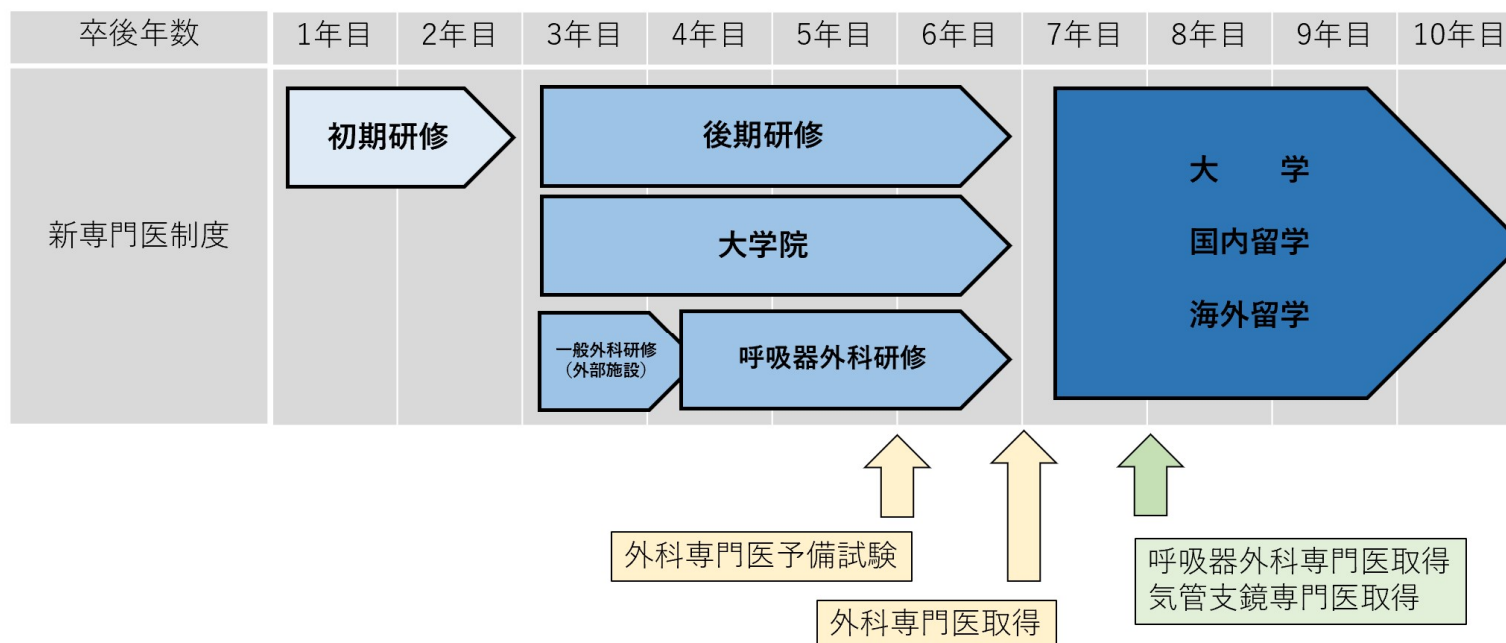 卒後年数
1年目
2年目
3年目
4年目
5年目
6年目
7年目
8年目
9年目
10年目
新専門医制度
初期研修
後期研修
大学院
一般外科研修
（外部施設）
呼吸器外科研修
大　　学
国内留学
海外留学
外科専門医予備試験
外科専門医取得
呼吸器外科専門医取得
気管支鏡専門医取得